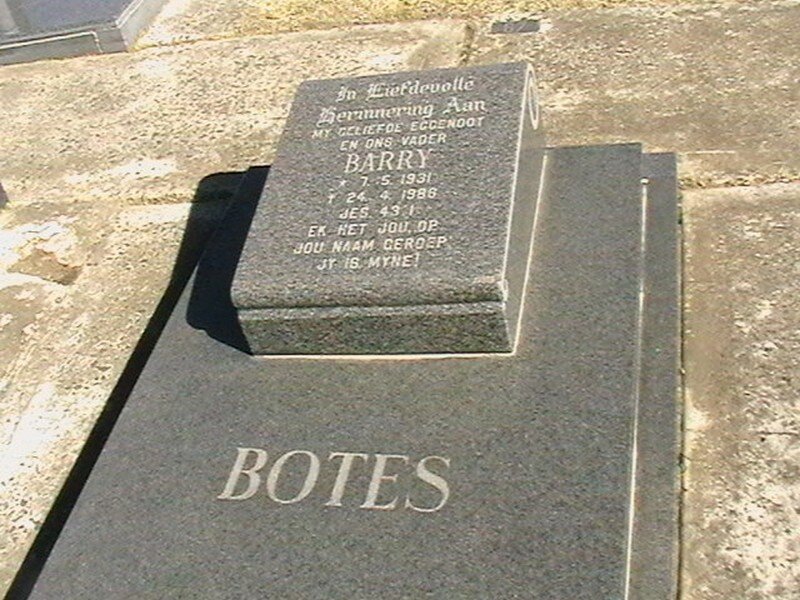 In Liefdevolle
Herinnering Aan
MY GELIEFDE EGGENOOT
EN ONS VADER
BARRY
* 7. 5. 1931
† 24. 4. 1986
JES. 43:1
EK HET JOU OP
JOU NAAM GEROEP
JY IS MYNE!
BOTES